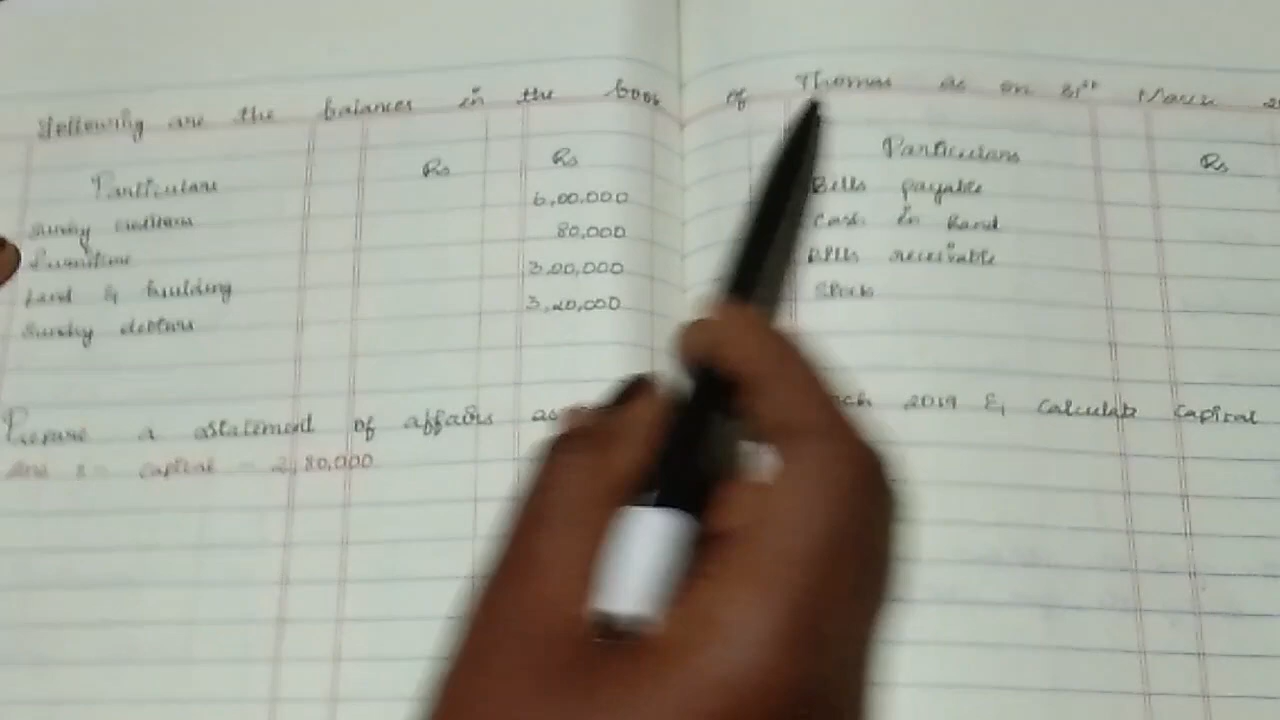 Following are the balances in the book of Thomas as on 31st March
Particulars Rs Rs Particulars Rs
Sundry creditors 6,00,000 Bills payable
Furniture 80,000 Cash in hand
Land & building 3,00,000 Bills receivable
Sundry debtors 3,20,000 Stock
Prepare a statement of affairs as 2019 & calculate capital
Ans :- capital - 2,80,000